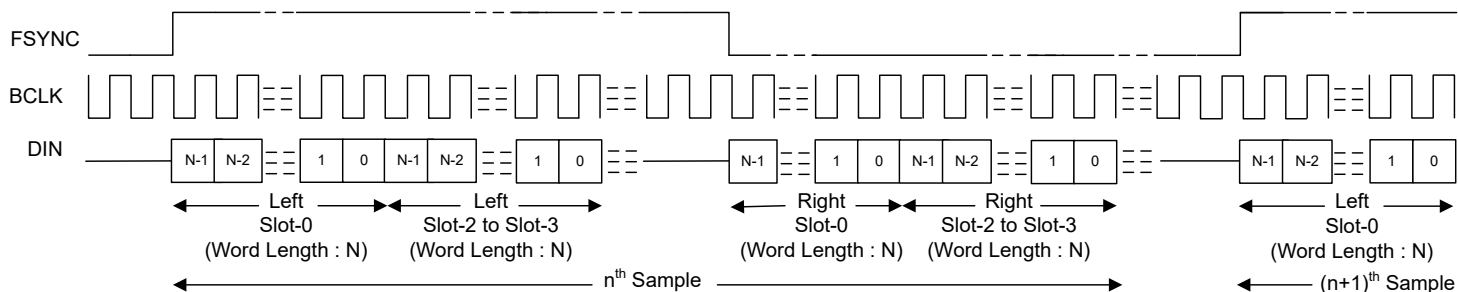 FSYNC
BCLK
DIN
N-1 N-2 1 0 N-1 N-2 1 0 N-1 1 0 N-1 N-2 1 0 N-1 N-2 1 0
Left Left Right Right Left
Slot-0 Slot-2 to Slot-3 Slot-0 Slot-2 to Slot-3 Slot-0
(Word Length : N) (Word Length : N) (Word Length : N) (Word Length : N) (Word Length : N)
nth Sample (n+1)th Sample